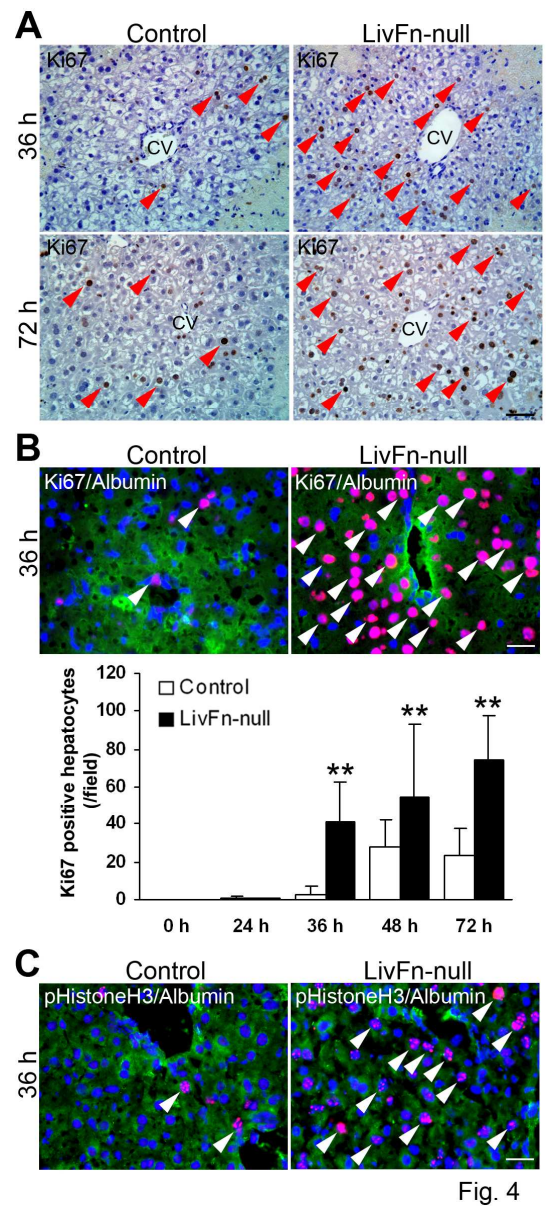 A
Control
LivFn-null
36 h
Ki67
CV
Ki67
CV
72 h
Ki67
CV
Ki67
CV
B
Control
LivFn-null
36 h
Ki67/Albumin
Ki67/Albumin
Ki67 positive hepatocytes
(/field)
120
100
80
60
40
20
0
Control
LivFn-null
**
**
**
0 h
24 h
36 h
48 h
72 h
C
Control
LivFn-null
36 h
pHistoneH3/Albumin
pHistoneH3/Albumin
Fig. 4